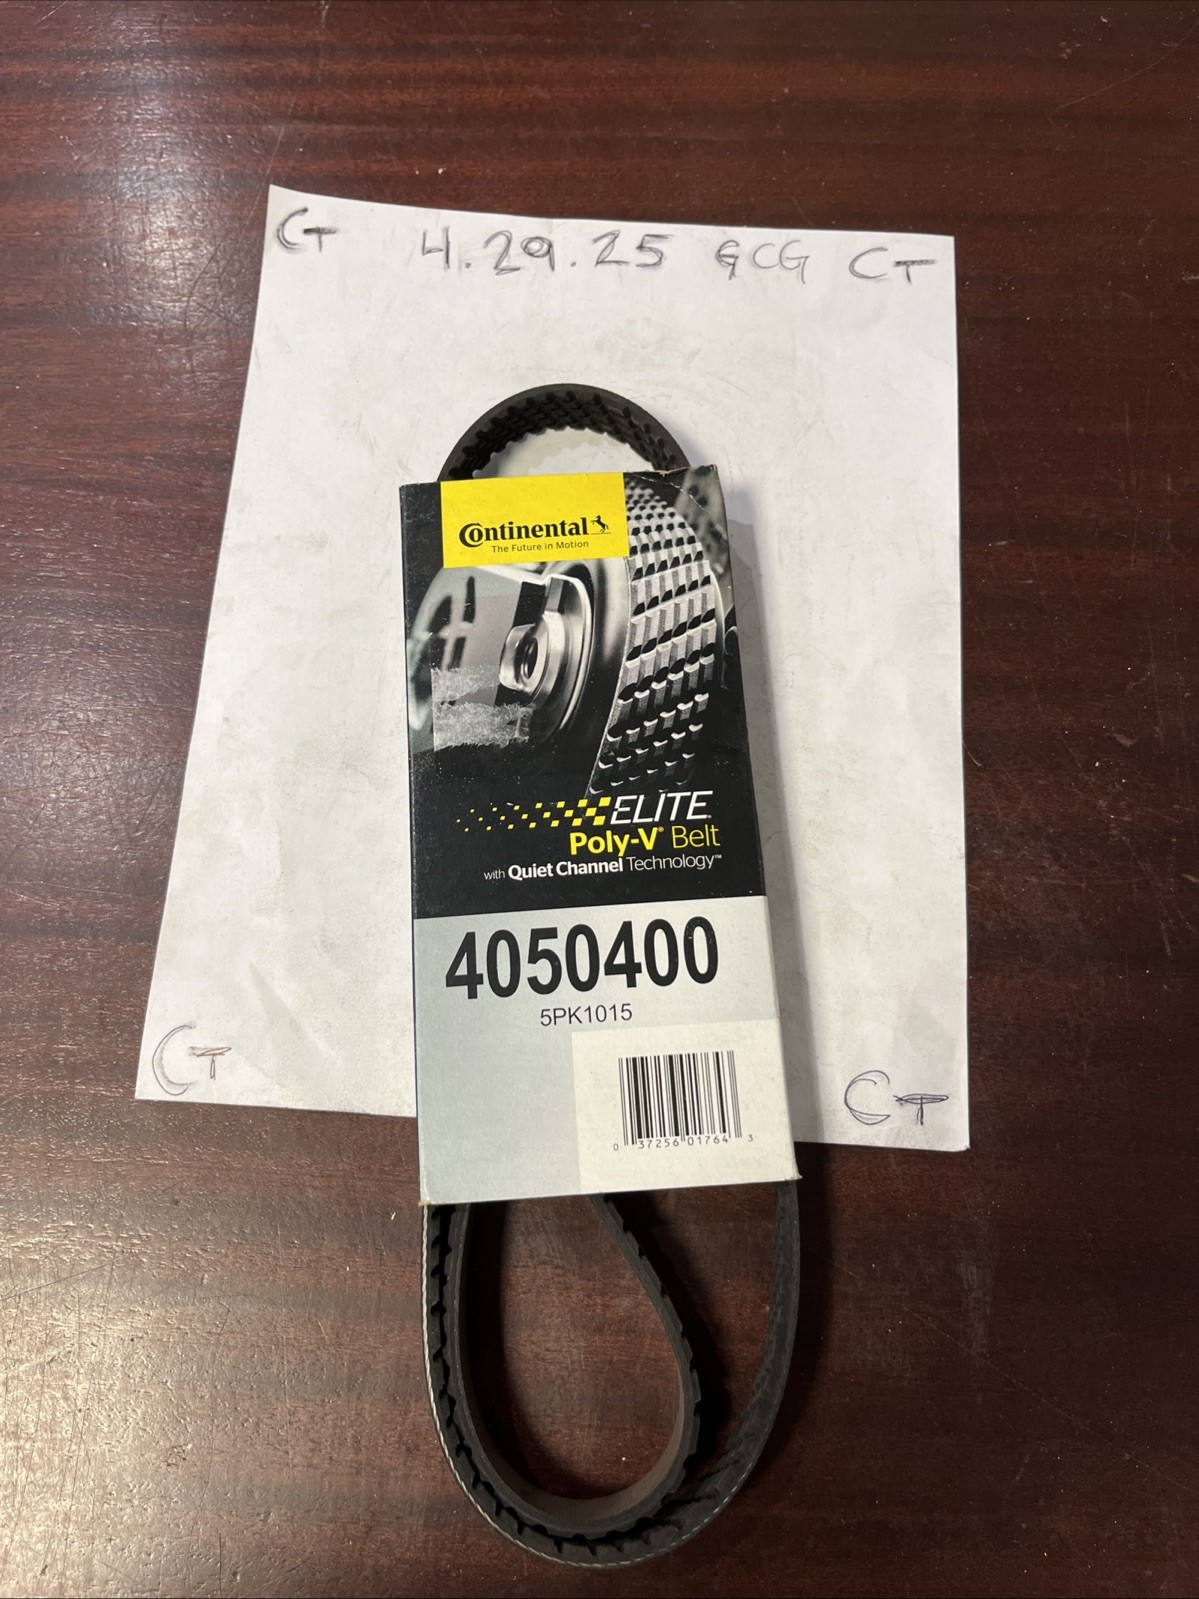 CT 4.29.25 GCG CT
Continental
The Future in Motion
ELITE
Poly-V® Belt
with Quiet Channel Technology™
4050400
5PK1015
0 37256 01764 3
CT CT